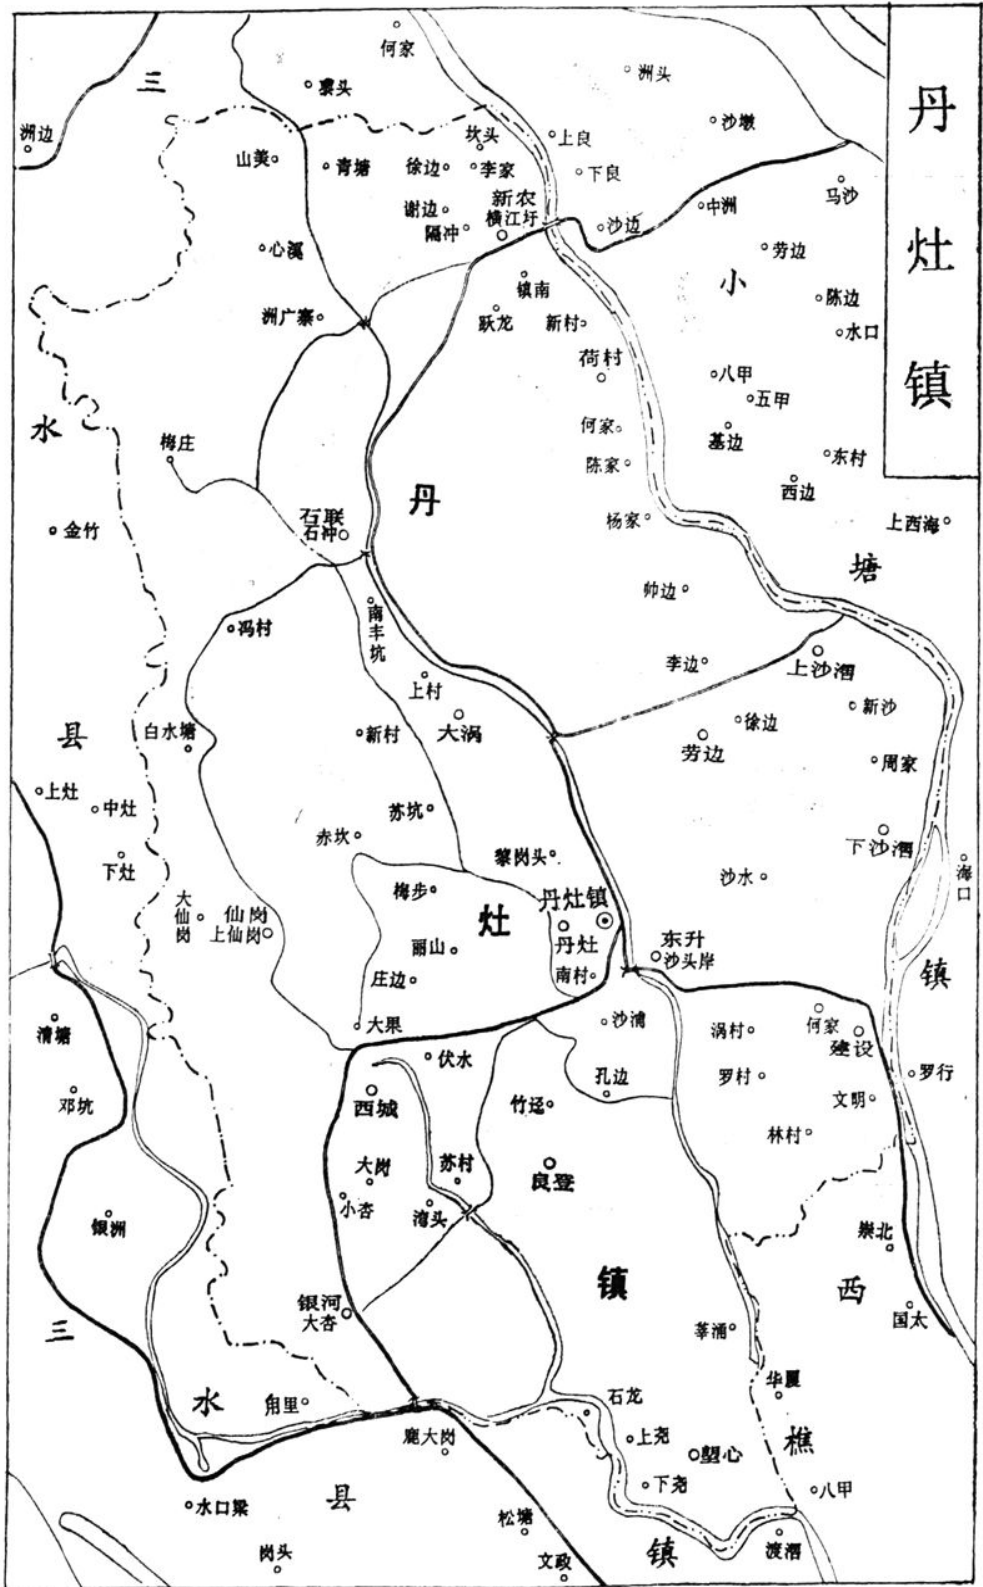 丹灶镇
何家
藜头
洲头
三
洲边
沙墩
坎头
上良
山美
青塘
徐边
李家
下良
马沙
新农
横江圩
中洲
谢边
隔冲
沙边
心溪
劳边
小
镇南
陈边
洲广寨
跃龙
新村
水口
荷村
八甲
五甲
水
梅庄
何家
基边
陈家
东村
西边
丹
金竹
石联
石冲
杨家
上西海
塘
帅边
南丰坑
冯村
李边
上沙滘
上村
县
白水塘
新村
大涡
徐边
新沙
劳边
周家
上灶
中灶
苏坑
赤坎
下沙滘
下灶
黎岗头
沙水
海口
大仙岗
仙岗
上仙岗
梅步
灶
丹灶镇
丹灶
丽山
东升
沙头岸
庄边
南村
镇
清塘
大果
沙浦
涡村
何家
建设
伏水
邓坑
西城
孔边
罗村
罗行
竹迳
文明
林村
大岗
苏村
良登
小杏
湾头
银洲
崇北
镇
西
银河
大杏
国太
三
莘涌
华夏
水
角里
石龙
鹿大岗
上尧
塱心
樵
下尧
八甲
水口梁
县
松塘
镇
渡滘
岗头
文政